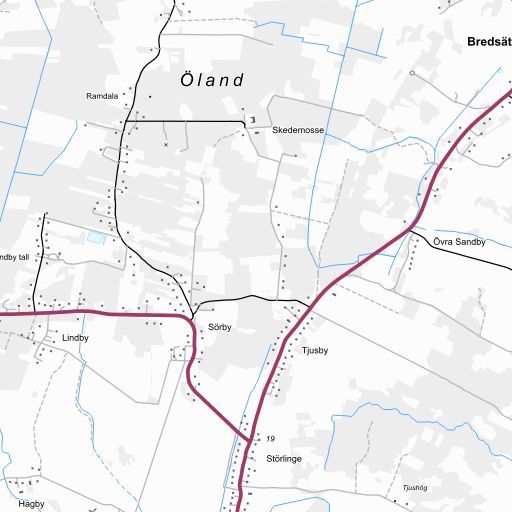 Bredsät
Öland
Ramdala
Skedemosse
Övra Sandby
ndby tall
Sörby
Lindby
Tjusby
19
Störlinge
Tjushög
Hagby